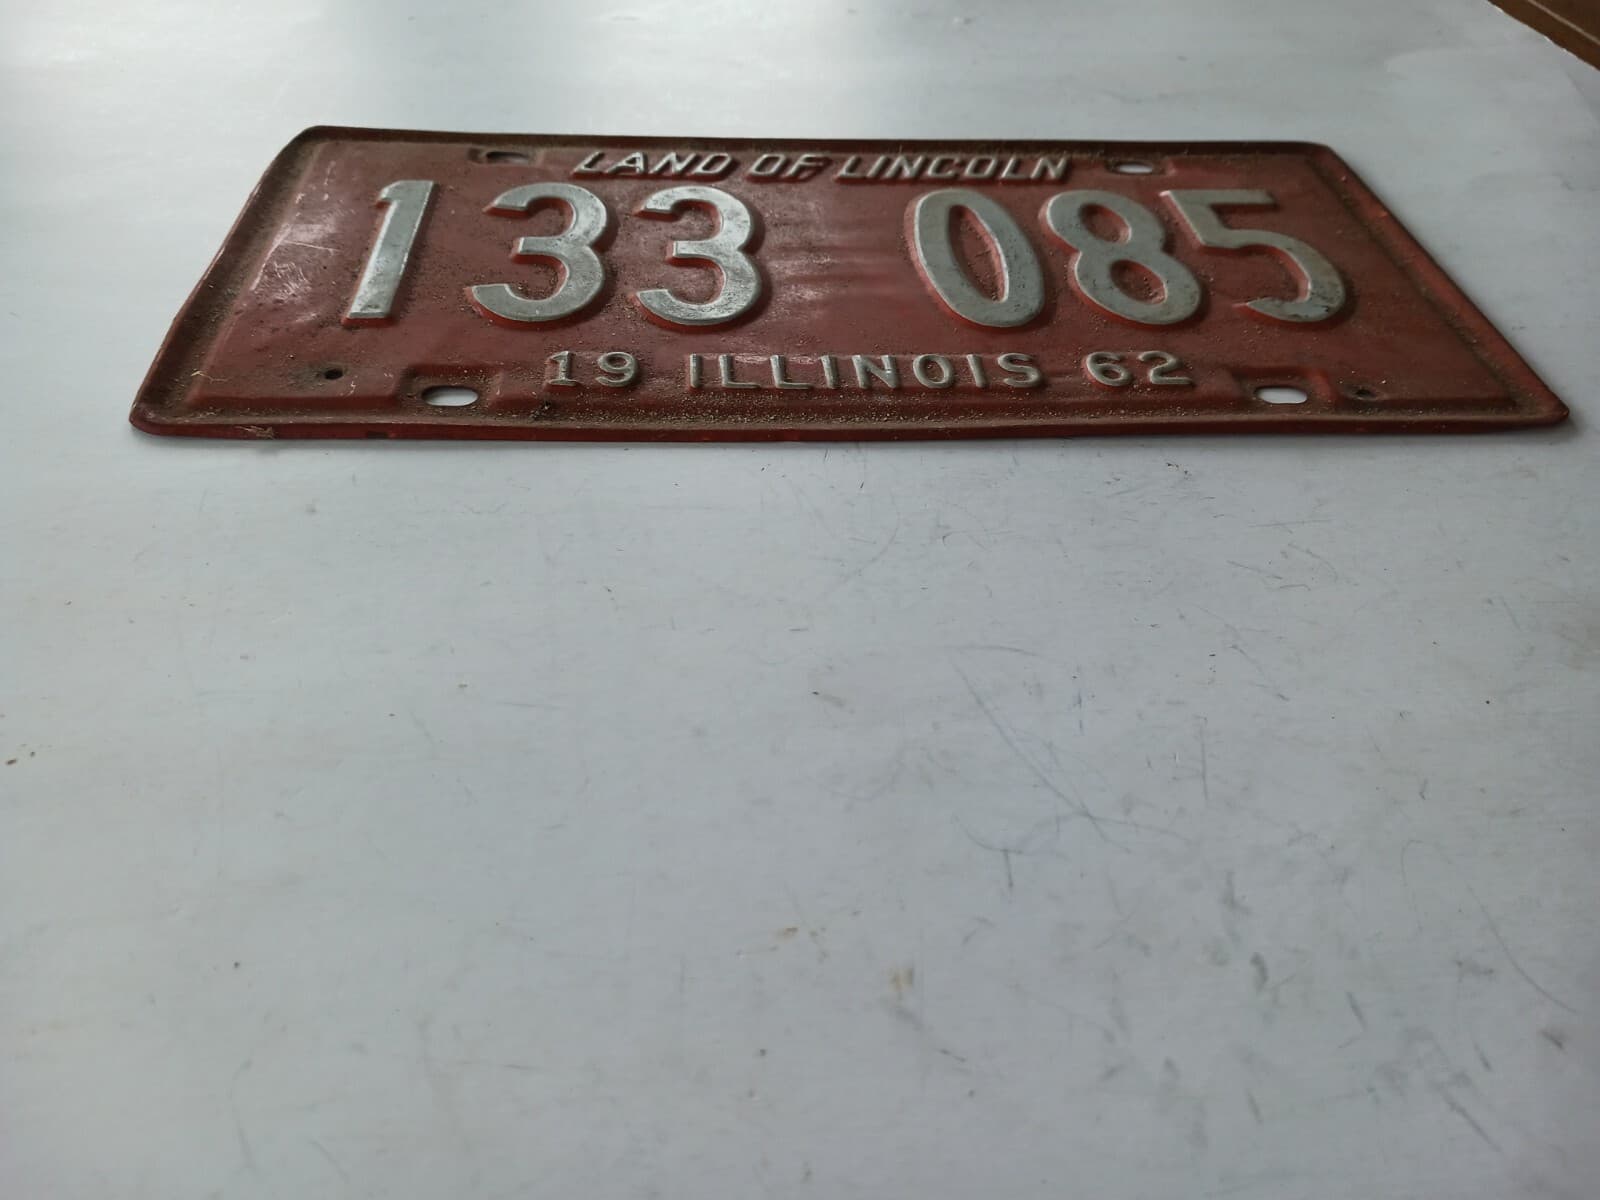 LAND OF LINCOLN
133 085
19 ILLINOIS 62